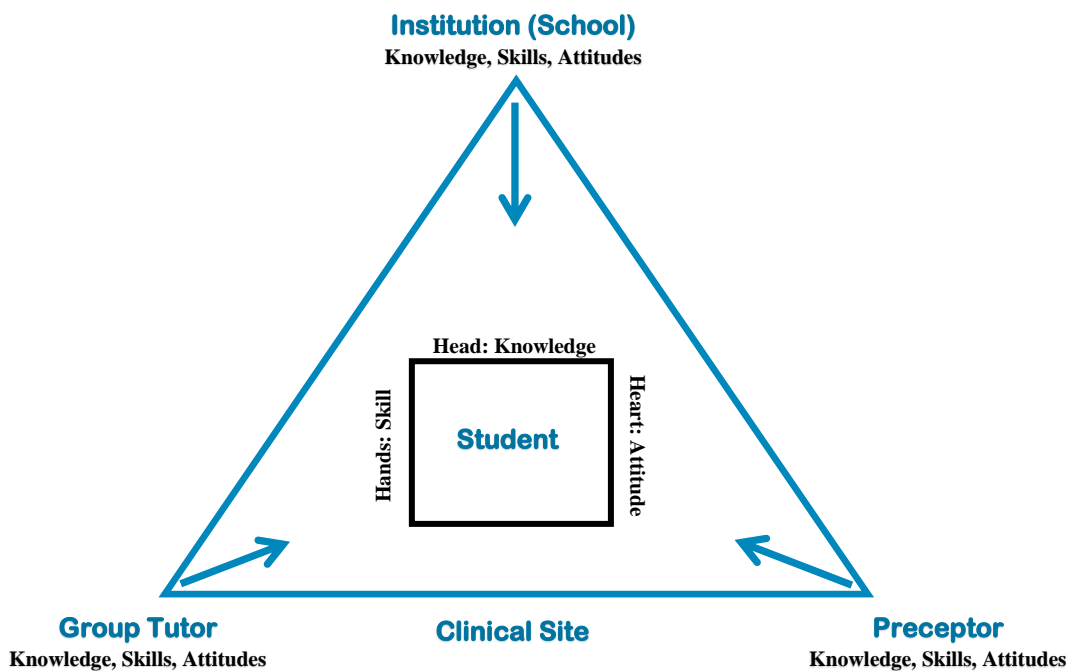 Institution (School)
Knowledge, Skills, Attitudes
Head: Knowledge
Hands: Skill
Student
Heart: Attitude
Group Tutor
Knowledge, Skills, Attitudes
Clinical Site
Preceptor
Knowledge, Skills, Attitudes